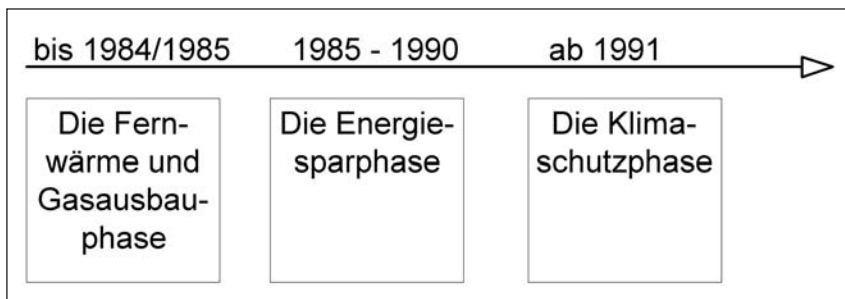 bis 1984/1985
1985 - 1990
ab 1991
Die Fern-
wärme und
Gasausbau-
phase
Die Energie-
sparphase
Die Klima-
schutzphase